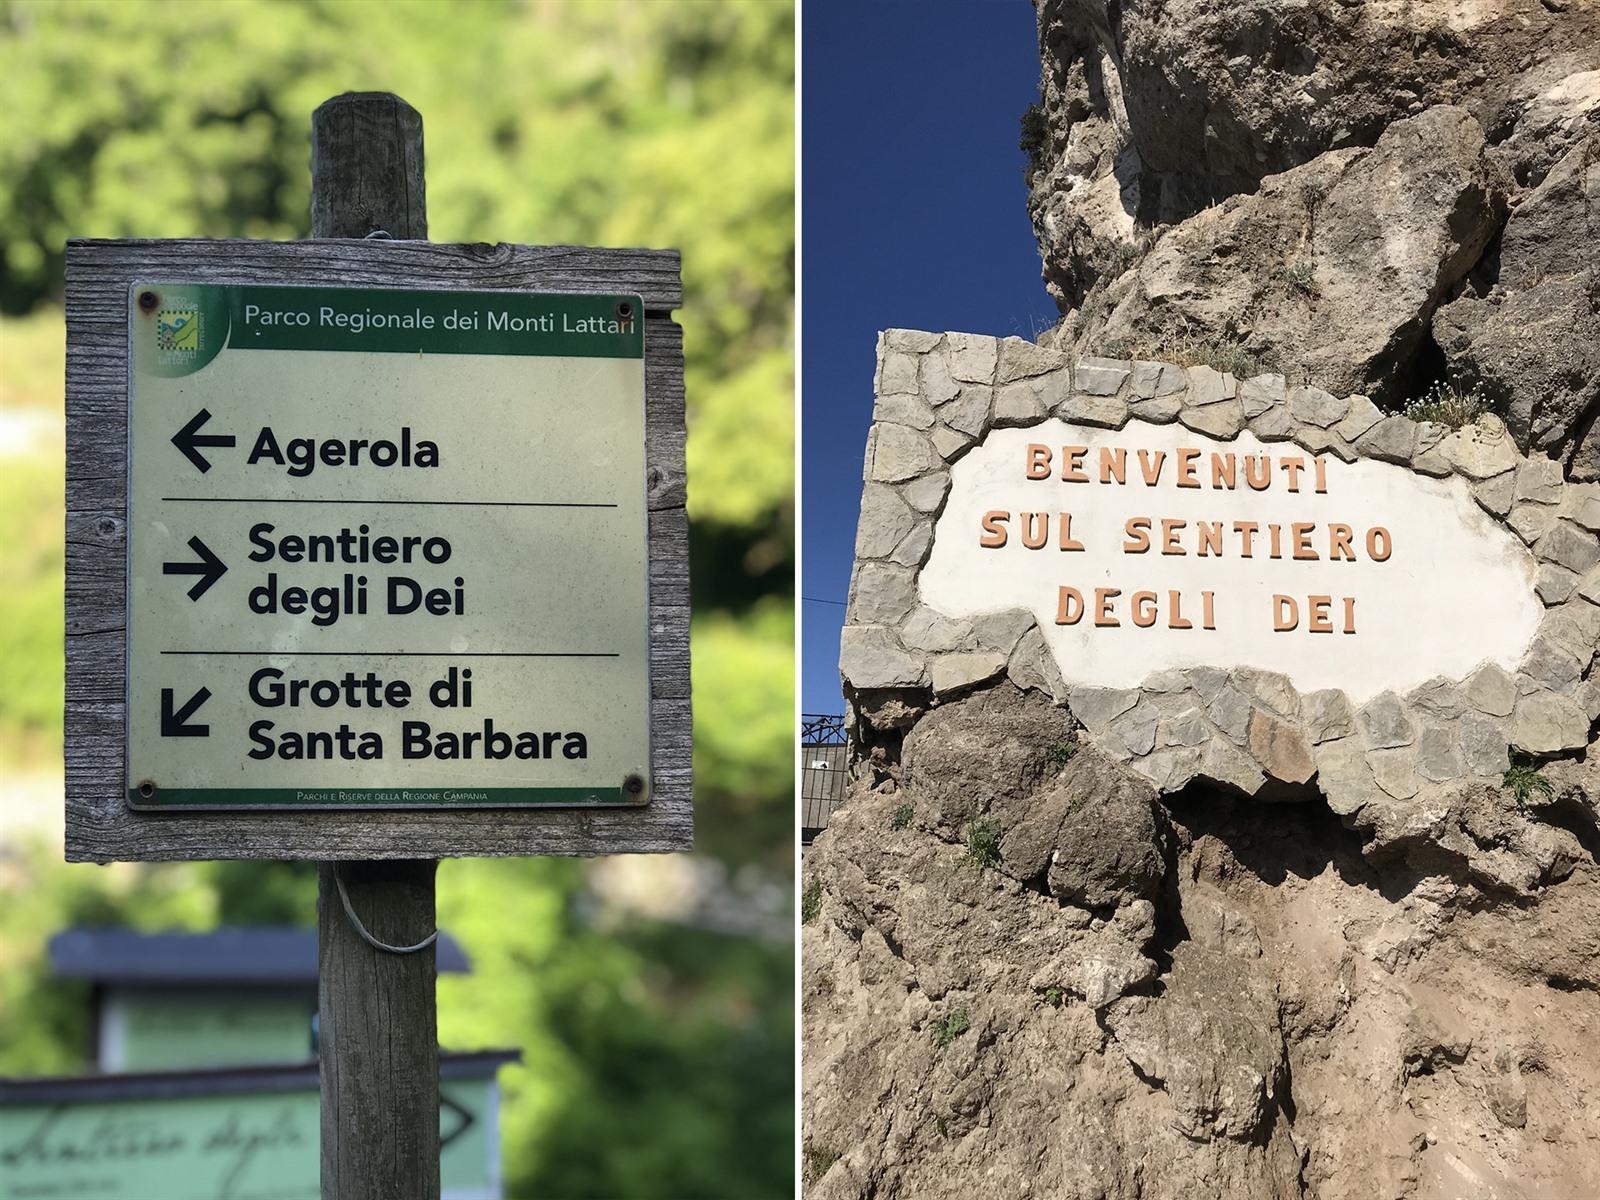 Parco Regionale dei Monti Lattari
Agerola
Sentiero
degli Dei
Grotte di
Santa Barbara
PARCHI E RISERVE DELLA REGIONE CAMPANIA
BENVENUTI
SUL SENTIERO
DEGLI DEI